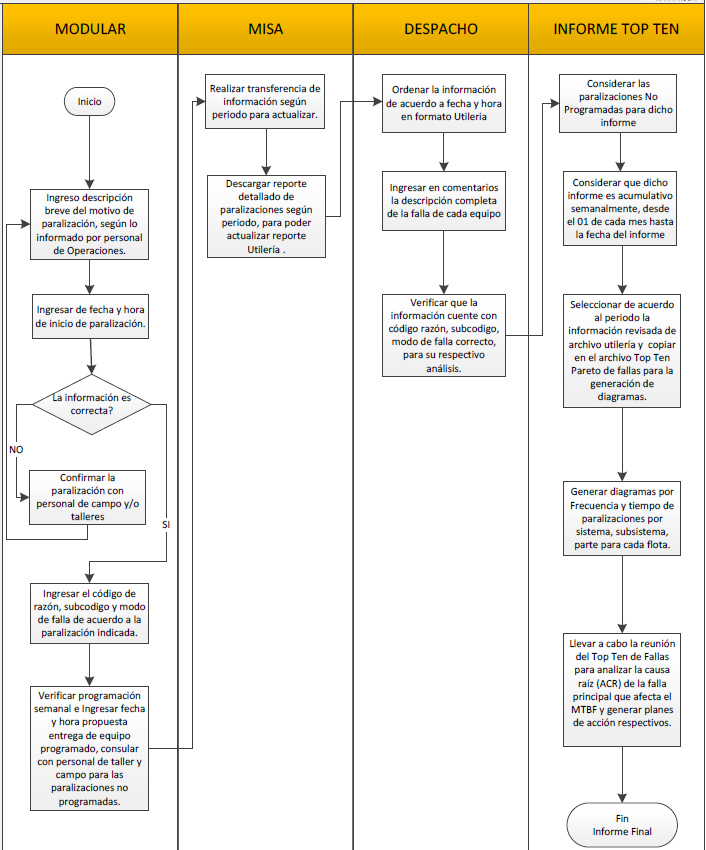 MODULAR
MISA
DESPACHO
INFORME TOP TEN
Inicio
Ingreso descripción
breve del motivo de
paralización, según lo
informado por personal
de Operaciones.
Ingresar de fecha y hora
de inicio de paralización.
La información es
correcta?
NO
SI
Confirmar la
paralización con
personal de campo y/o
talleres
Ingresar el código de
razón, subcodigo y modo
de falla de acuerdo a la
paralización indicada.
Verificar programación
semanal e Ingresar fecha
y hora propuesta
entrega de equipo
programado, consular
con personal de taller y
campo para las
paralizaciones no
programadas.
Realizar transferencia de
información según
periodo para actualizar.
Descargar reporte
detallado de
paralizaciones según
periodo, para poder
actualizar reporte
Utilería .
Ordenar la información
de acuerdo a fecha y hora
en formato Utileria
Ingresar en comentarios
la descripción completa
de la falla de cada equipo
Verificar que la
información cuente con
código razón, subcodigo,
modo de falla correcto,
para su respectivo
análisis.
Considerar las
paralizaciones No
Programadas para dicho
informe
Considerar que dicho
informe es acumulativo
semanalmente, desde
el 01 de cada mes hasta
la fecha del informe
Seleccionar de acuerdo
al periodo la
información revisada de
archivo utilería y copiar
en el archivo Top Ten
Pareto de fallas para la
generación de
diagramas.
Generar diagramas por
Frecuencia y tiempo de
paralizaciones por
sistema, subsistema,
parte para cada flota.
Llevar a cabo la reunión
del Top Ten de Fallas
para analizar la causa
raíz (ACR) de la falla
principal que afecta el
MTBF y generar planes
de acción respectivos.
Fin
Informe Final